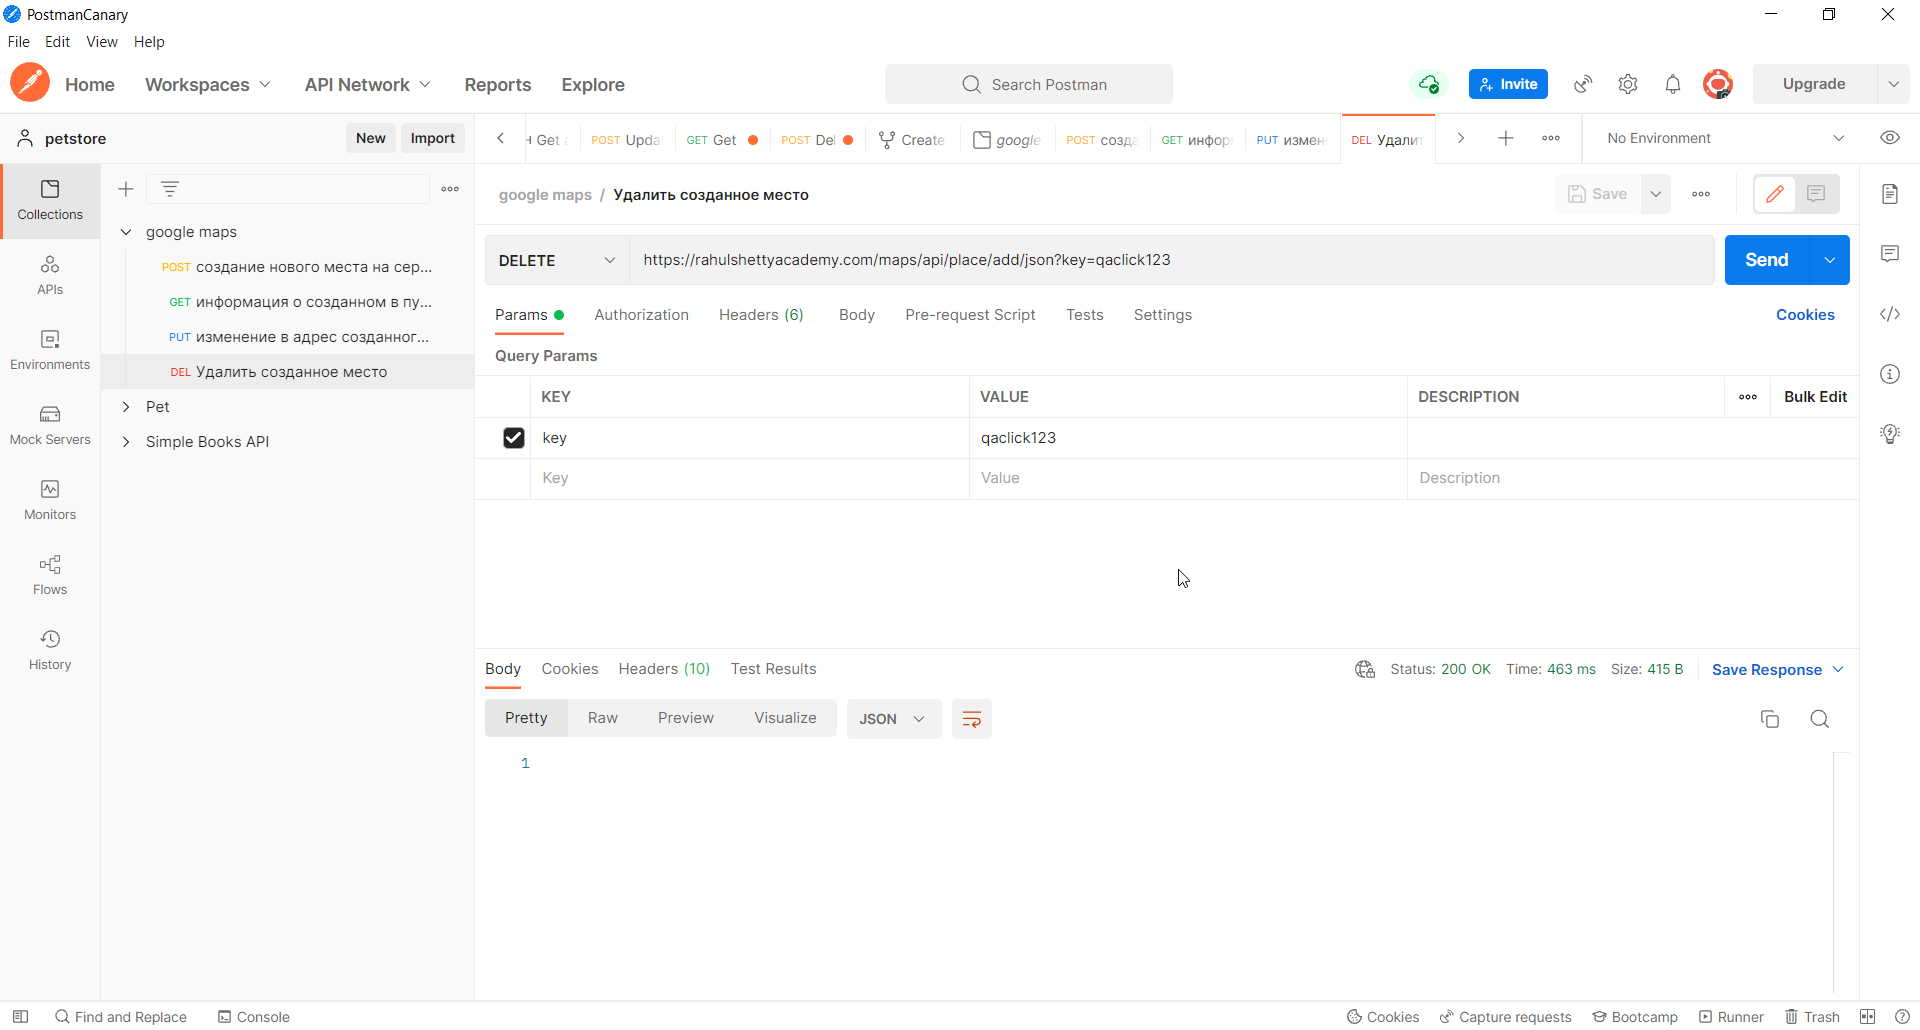 PostmanCanary
File Edit View Help
Home Workspaces API Network Reports Explore Search Postman Invite Upgrade
petstore New Import
Get POST Upda GET Get POST Del Create google POST созда GET инфор PUT измен DEL Удалит No Environment
Collections
APIs
Environments
Mock Servers
Monitors
Flows
History
google maps
POST создание нового места на сер...
GET информация о созданном в пу...
PUT изменение в адрес созданног...
DEL Удалить созданное место
Pet
Simple Books API
google maps / Удалить созданное место Save
DELETE https://rahulshettyacademy.com/maps/api/place/add/json?key=qaclick123 Send
Params Authorization Headers (6) Body Pre-request Script Tests Settings Cookies
Query Params
KEY VALUE DESCRIPTION Bulk Edit
key qaclick123
Key Value Description
Body Cookies Headers (10) Test Results Status: 200 OK Time: 463 ms Size: 415 B Save Response
Pretty Raw Preview Visualize JSON
1
Find and Replace Console Cookies Capture requests Bootcamp Runner Trash